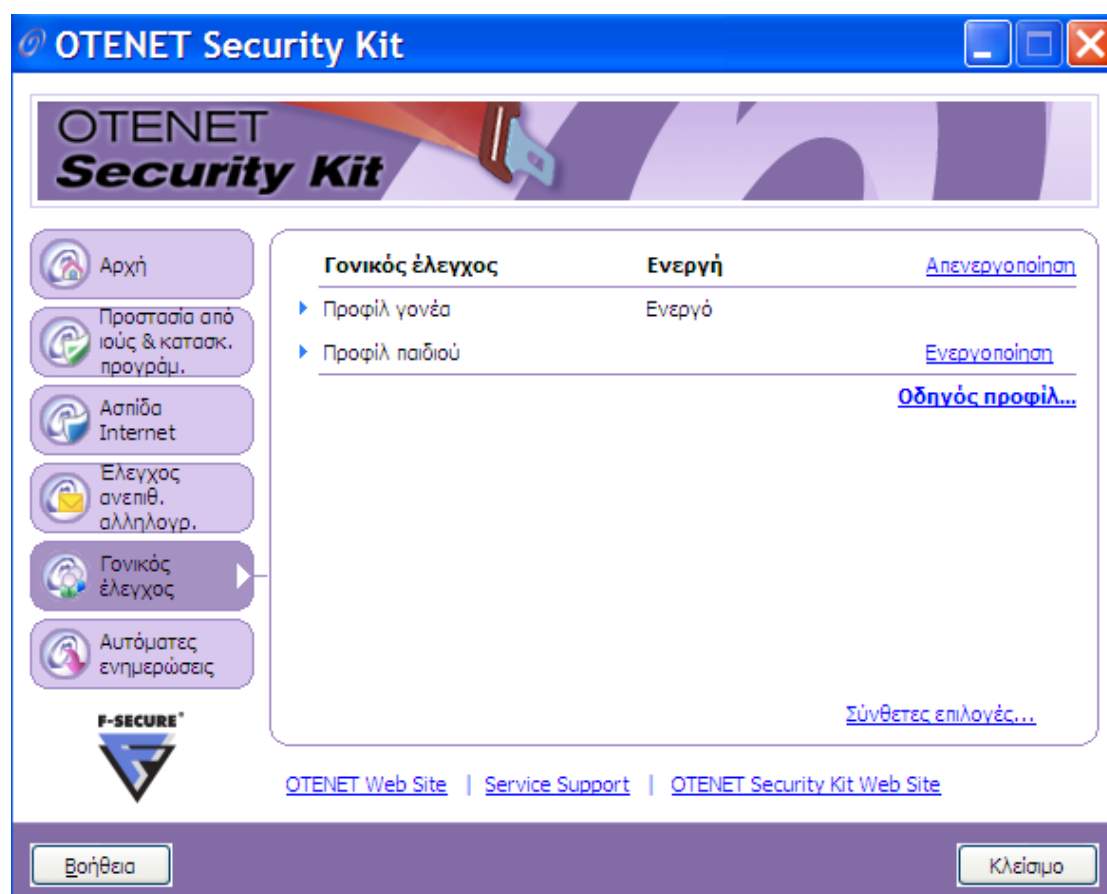 OTENET Security Kit
OTENET
Security Kit
Αρχή
Προστασία από
ιούς & κατασκ.
προγράμ.
Ασπίδα
Internet
Έλεγχος
ανεπιθ.
αλληλογρ.
Γονικός
έλεγχος
Αυτόματες
ενημερώσεις
F-SECURE®
Γονικός έλεγχος Ενεργή Απενεργοποίηση
Προφίλ γονέα Ενεργό
Προφίλ παιδιού Ενεργοποίηση
Οδηγός προφίλ...
Σύνθετες επιλογές...
OTENET Web Site | Service Support | OTENET Security Kit Web Site
Βοήθεια Κλείσιμο